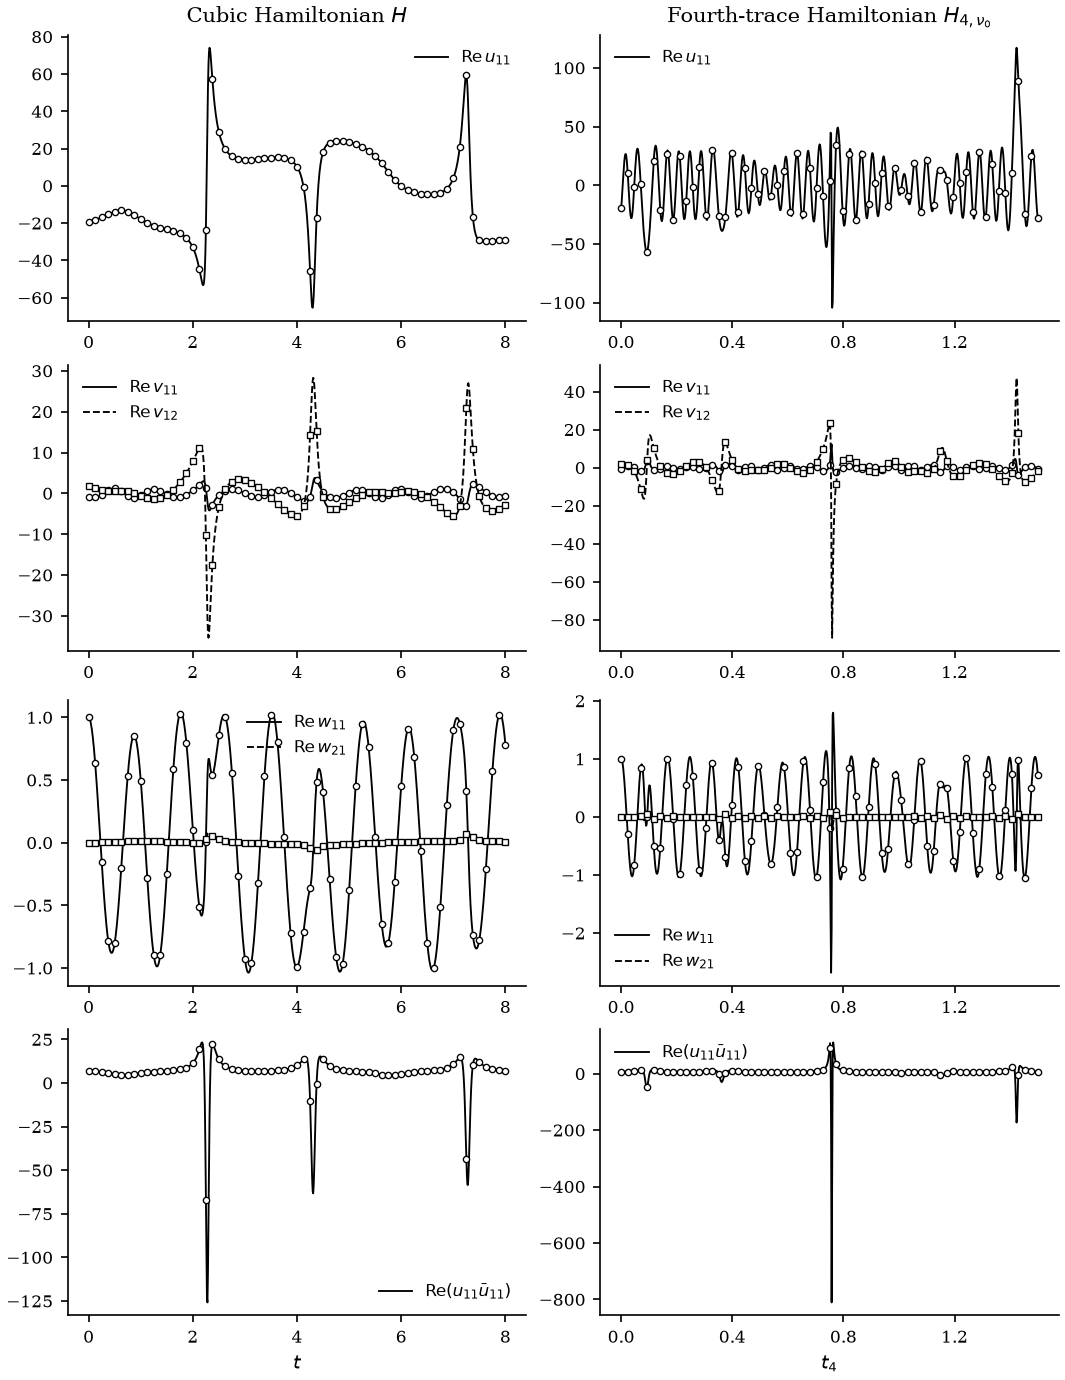 Cubic Hamiltonian H
80
60
40
20
0
−20
−40
−60
0 2 4 6 8
Re u₁₁
Fourth-trace Hamiltonian H₄,ᵥ₀
100
50
0
−50
−100
0.0 0.4 0.8 1.2
Re u₁₁
30
20
10
0
−10
−20
−30
0 2 4 6 8
Re v₁₁
Re v₁₂
40
20
0
−20
−40
−60
−80
0.0 0.4 0.8 1.2
Re v₁₁
Re v₁₂
1.0
0.5
0.0
−0.5
−1.0
0 2 4 6 8
Re w₁₁
Re w₂₁
2
1
0
−1
−2
0.0 0.4 0.8 1.2
Re w₁₁
Re w₂₁
25
0
−25
−50
−75
−100
−125
0 2 4 6 8
Re(u₁₁ū₁₁)
t
0
−200
−400
−600
−800
0.0 0.4 0.8 1.2
Re(u₁₁ū₁₁)
t₄